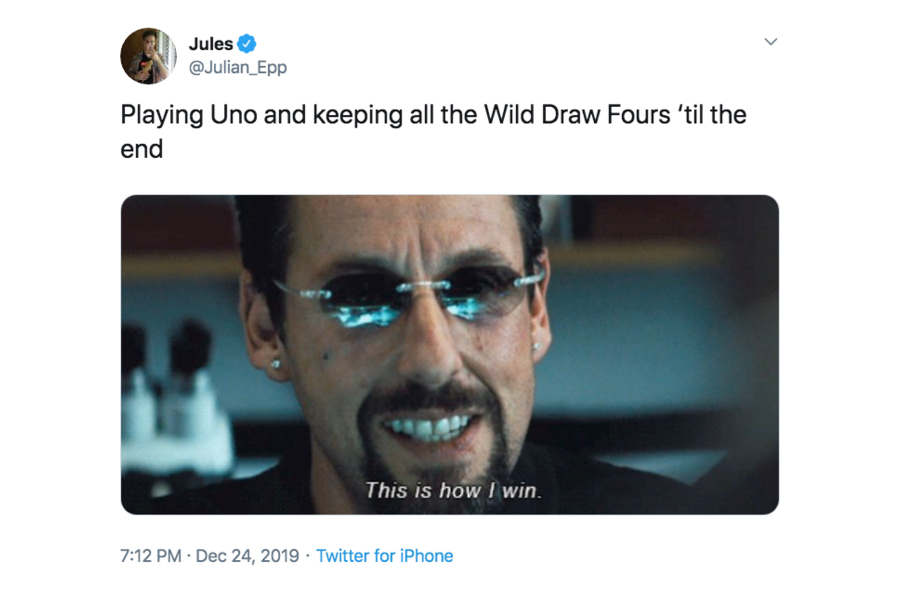 Jules
@Julian_Epp
Playing Uno and keeping all the Wild Draw Fours ‘til the
end
This is how I win.
7:12 PM · Dec 24, 2019 · Twitter for iPhone